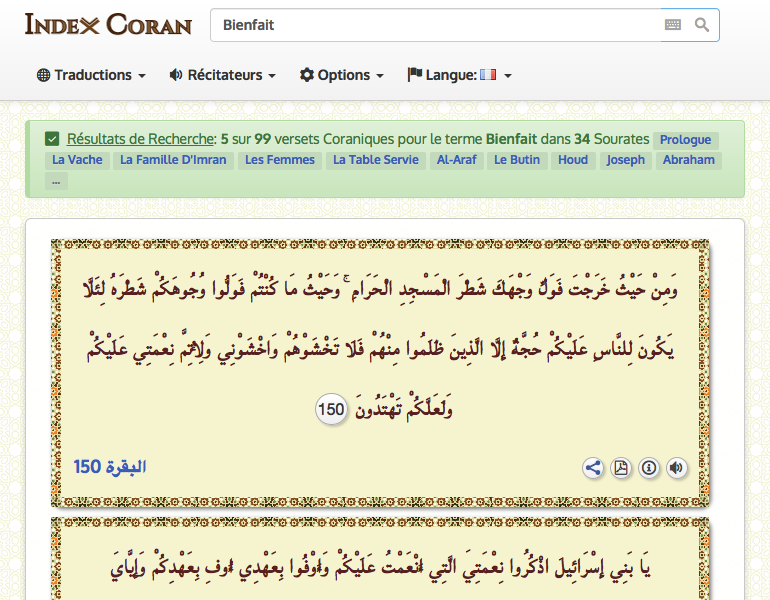 Index Coran
Bienfait
Traductions Récitateurs Options Langue:
Résultats de Recherche: 5 sur 99 versets Coraniques pour le terme Bienfait dans 34 Sourates Prologue
La Vache La Famille D'Imran Les Femmes La Table Servie Al-Araf Le Butin Houd Joseph Abraham
...
وَمِنْ حَيْثُ خَرَجْتَ فَوَلِّ وَجْهَكَ شَطْرَ الْمَسْجِدِ الْحَرَامِ ۚ وَحَيْثُ مَا كُنْتُمْ فَوَلُّوا وُجُوهَكُمْ شَطْرَهُ لِئَلَّا
يَكُونَ لِلنَّاسِ عَلَيْكُمْ حُجَّةٌ إِلَّا الَّذِينَ ظَلَمُوا مِنْهُمْ فَلَا تَخْشَوْهُمْ وَاخْشَوْنِي وَلِأُتِمَّ نِعْمَتِي عَلَيْكُمْ
وَلَعَلَّكُمْ تَهْتَدُونَ 150
البقرة 150
يَا بَنِي إِسْرَائِيلَ اذْكُرُوا نِعْمَتِيَ الَّتِي أَنْعَمْتُ عَلَيْكُمْ وَأَوْفُوا بِعَهْدِي أُوفِ بِعَهْدِكُمْ وَإِيَّايَ